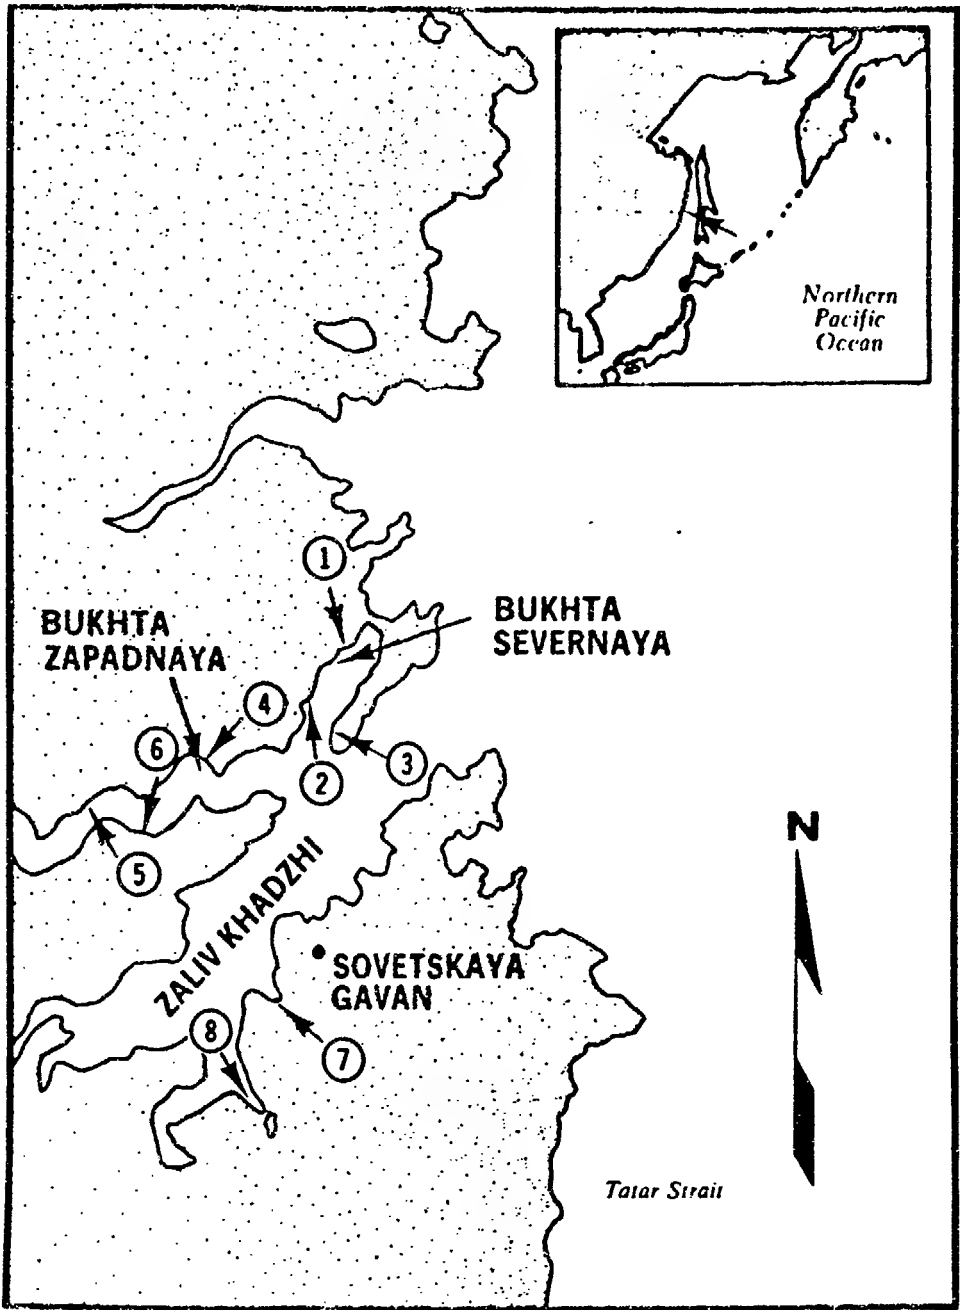 Northern
Pacific
Ocean
1
BUKHTA
SEVERNAYA
BUKHTA
ZAPADNAYA
4
6
3
2
N
5
ZALIV KHADZHI
SOVETSKAYA
GAVAN
8
7
Tatar Strait